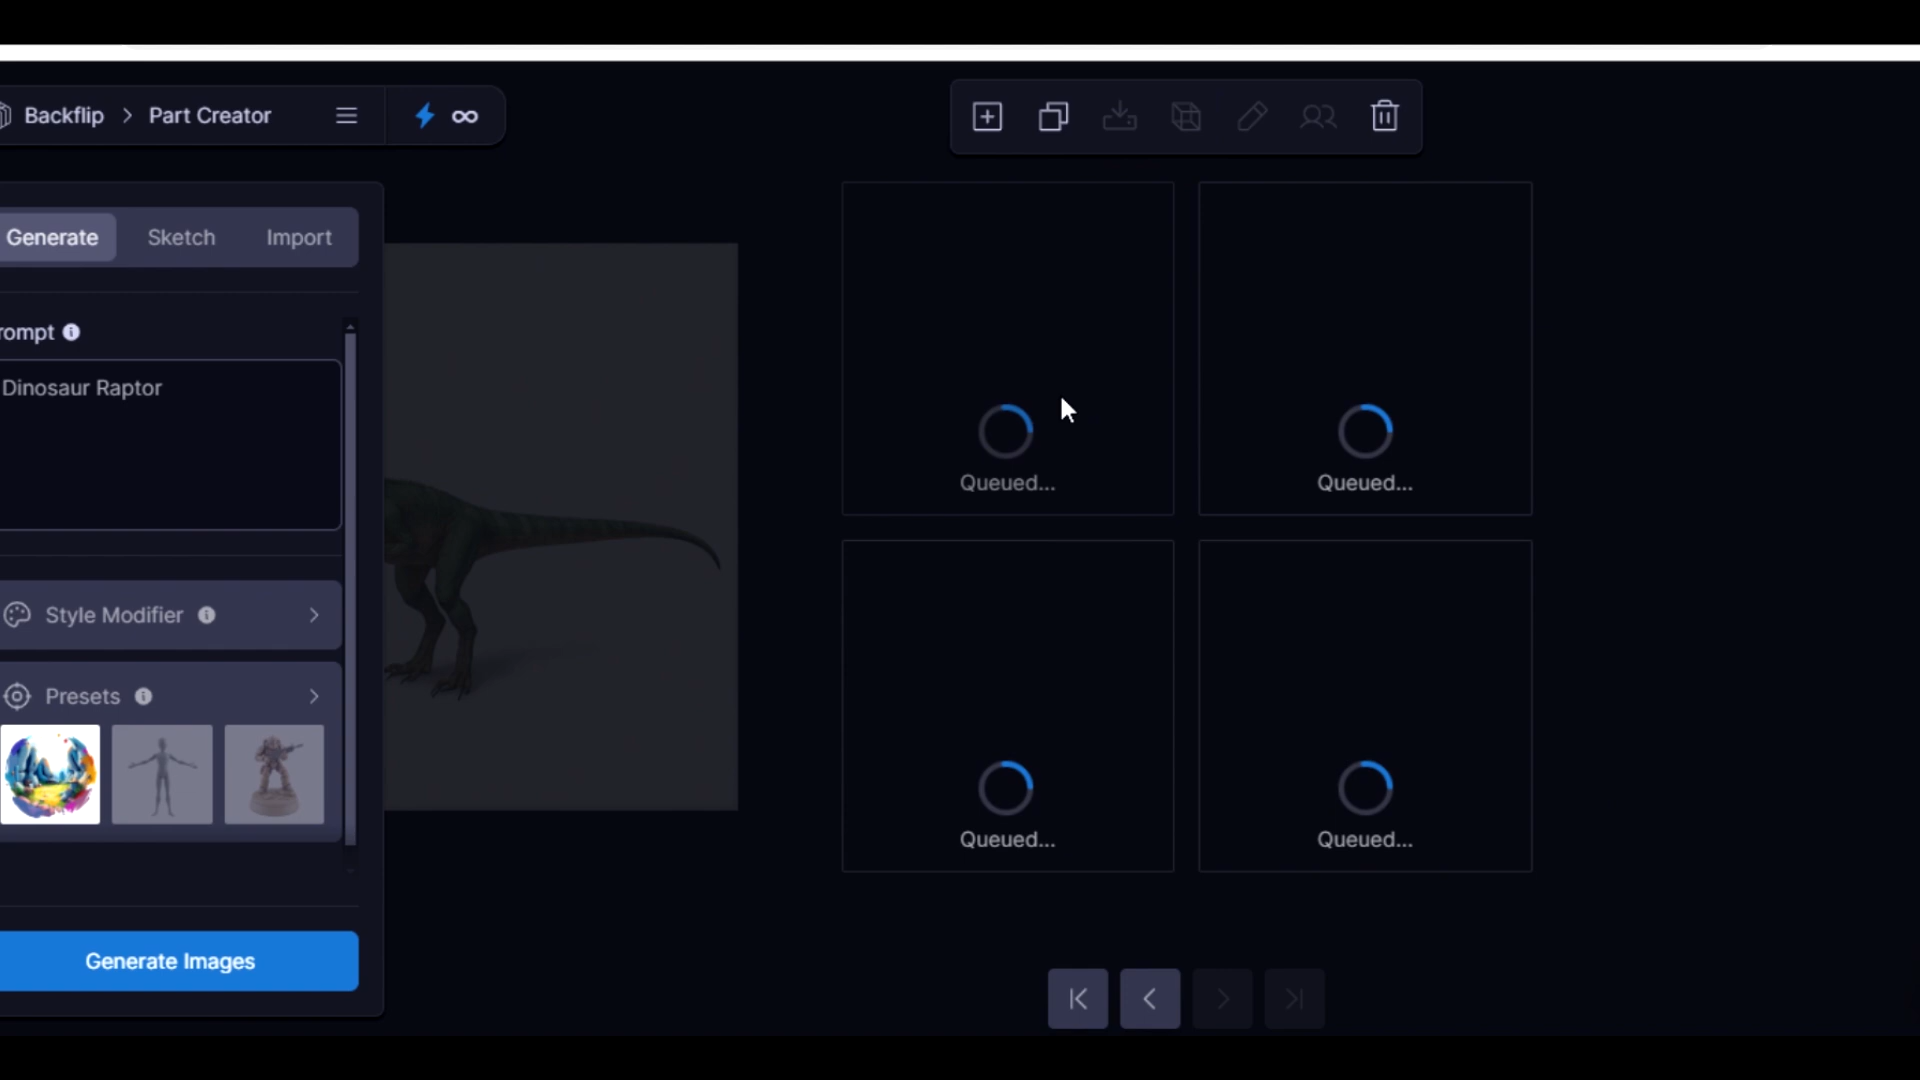 Backflip > Part Creator
Generate Sketch Import
rompt
Dinosaur Raptor
Style Modifier
Presets
Generate Images
Queued... Queued...
Queued... Queued...